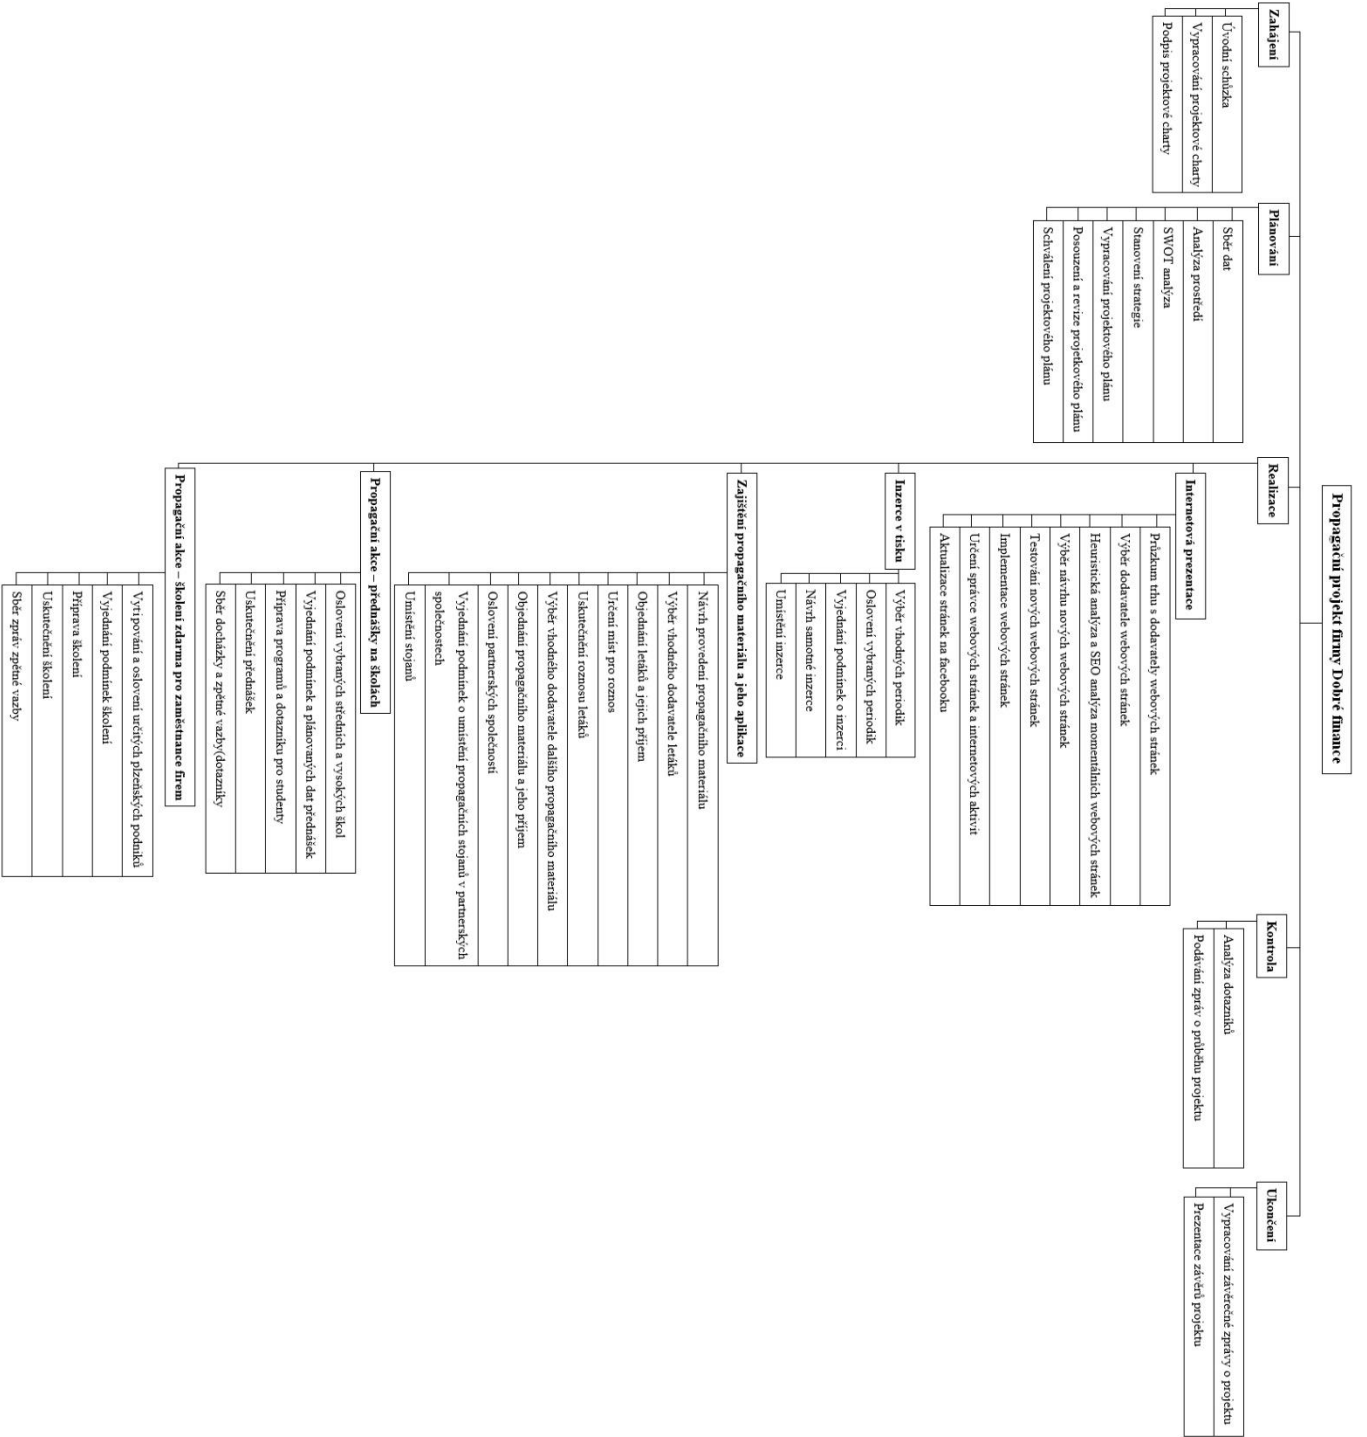 Propagační projekt firmy Dobré finance
Zahájení
Úvodní schůzka
Vypracování projektové charty
Podpis projektové charty
Plánování
Sběr dat
Analýza prostředí
SWOT analýza
Stanovení strategie
Vypracování projektového plánu
Posouzení a revize projetkového plánu
Schválení projektového plánu
Realizace
Internetová prezentace
Průzkum trhu s dodavately webových stránek
Výběr dodavatele webových stránek
Heuristická analýza a SEO analýza momentálních webových stránek
Výběr návrhu nových webových stránek
Testování nových webových stránek
Implementace webových stránek
Určení správce webových stránek a internetových aktivit
Aktualizace stránek na facebooku
Inzerce v tisku
Výběr vhodných periodik
Oslovení vybraných periodik
Vyjednání podmínek o inzerci
Návrh samotné inzerce
Umístění inzerce
Zajištění propagačního materiálu a jeho aplikace
Návrh provedení propagačního materiálu
Výběr vhodného dodavatele letáků
Objednání letáků a jejich příjem
Určení míst pro roznos
Uskutečnění roznosu letáků
Výběr vhodného dodavatele dalšího propagačního materiálu
Objednání propagačního materiálu a jeho příjem
Oslovení partnerských společností
Vyjednání podmínek o umístění propagačních stojanů v partnerských
společnostech
Umístění stojanů
Propagační akce – přednášky na školách
Oslovení vybraných středních a vysokých škol
Vyjednání podmínek a plánovaných dat přednášek
Příprava programů a dotazníku pro studenty
Uskutečnění přednášek
Sběr docházky a zpětné vazby(dotazníky
Propagační akce – školení zdarma pro zaměstnance firem
Vytipování a oslovení určitých plzeňských podniků
Vyjednání podmínek školení
Příprava školení
Uskutečnění školení
Sběr zpráv zpětné vazby
Kontrola
Analýza dotazníků
Podávání zpráv o průběhu projektu
Ukončení
Vypracování závěrečné zprávy o projektu
Prezentace závěrů projektu